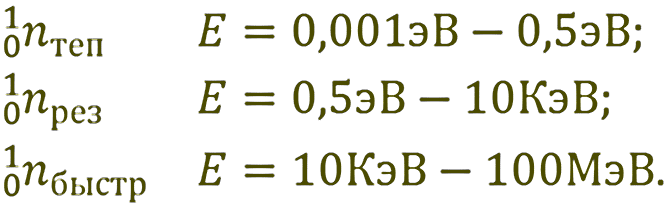 ¹₀n_теп E = 0,001эВ − 0,5эВ;
¹₀n_рез E = 0,5эВ − 10КэВ;
¹₀n_быстр E = 10КэВ − 100МэВ.